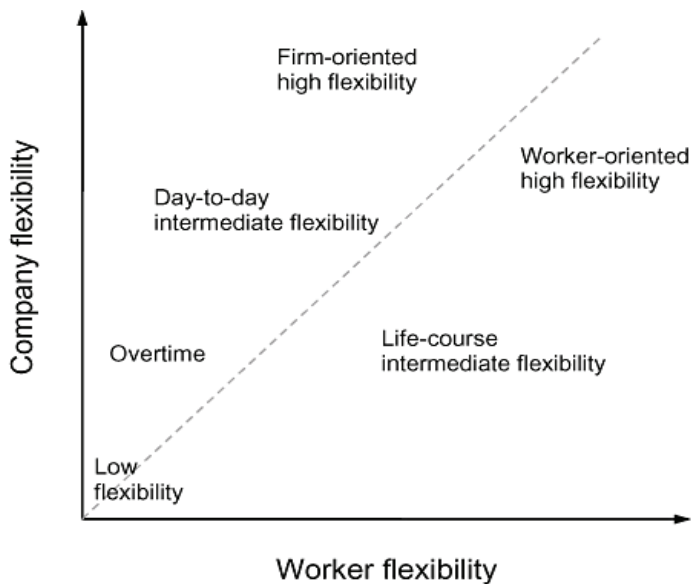 Firm-oriented
high flexibility
Worker-oriented
high flexibility
Day-to-day
intermediate flexibility
Company flexibility
Life-course
intermediate flexibility
Overtime
Low
flexibility
Worker flexibility